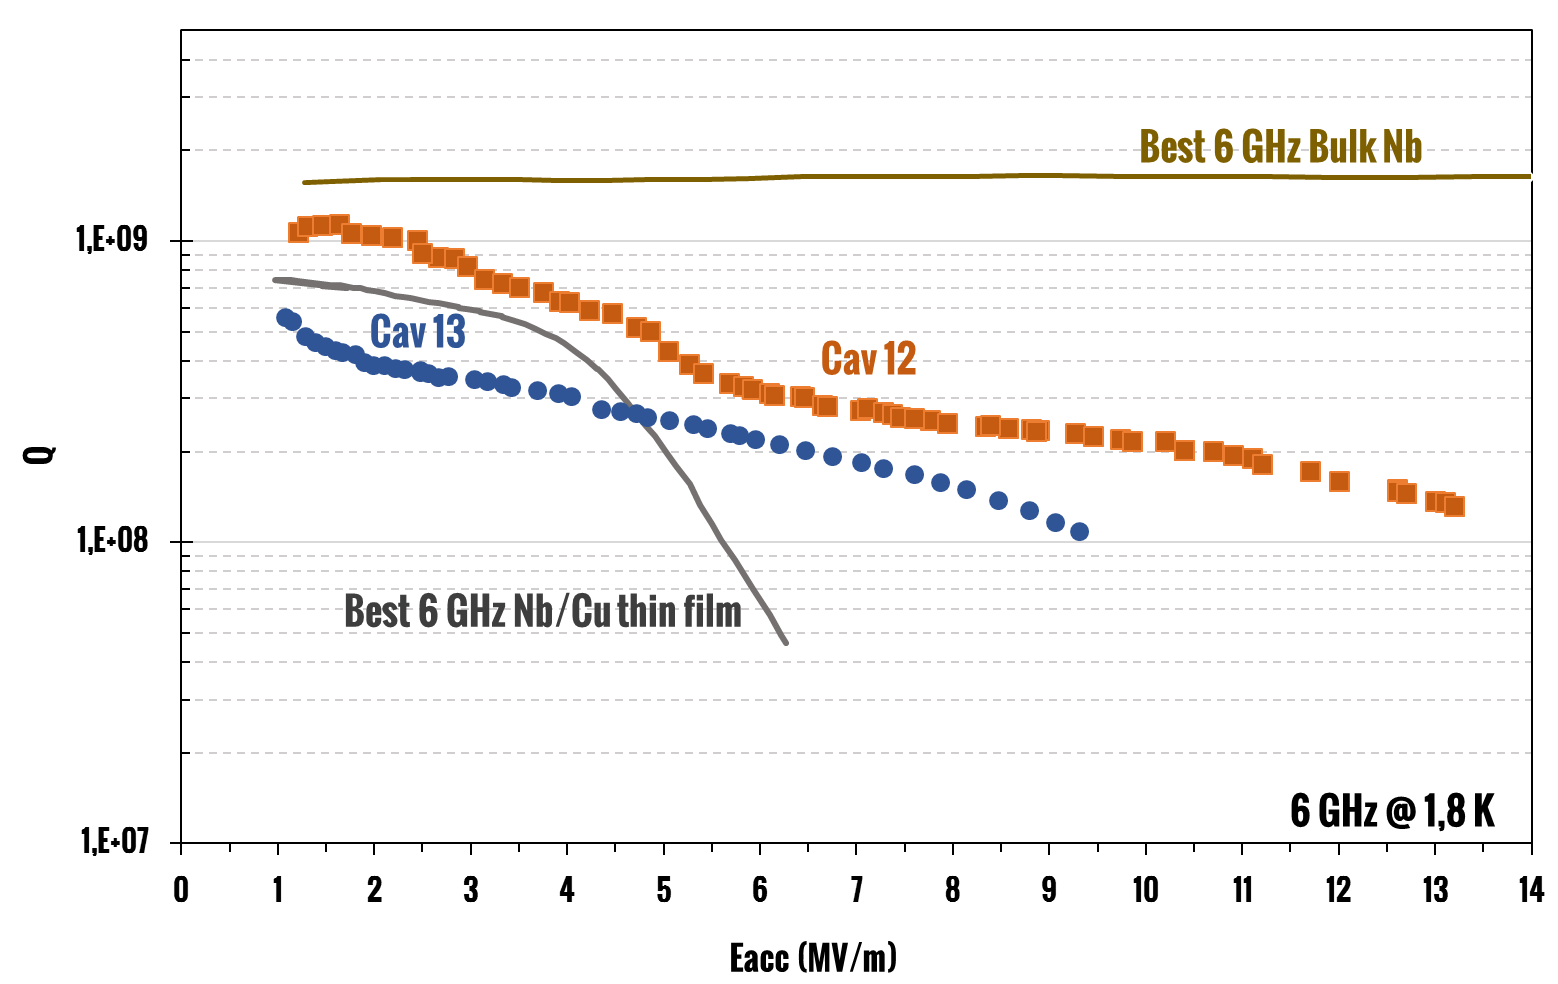 Best 6 GHz Bulk Nb
1,E+09
Cav 13
Cav 12
Q
1,E+08
Best 6 GHz Nb/Cu thin film
6 GHz @ 1,8 K
1,E+07
0 1 2 3 4 5 6 7 8 9 10 11 12 13 14
Eacc (MV/m)